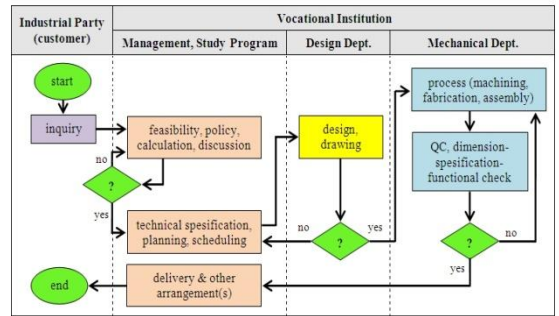 Industrial Party
(customer)
Vocational Institution
Management, Study Program
Design Dept.
Mechanical Dept.
start
inquiry
feasibility, policy,
calculation, discussion
no
?
yes
technical spesification,
planning, scheduling
design,
drawing
no
?
yes
process (machining,
fabrication, assembly)
QC, dimension-
spesification-
functional check
?
no
yes
delivery & other
arrangement(s)
end